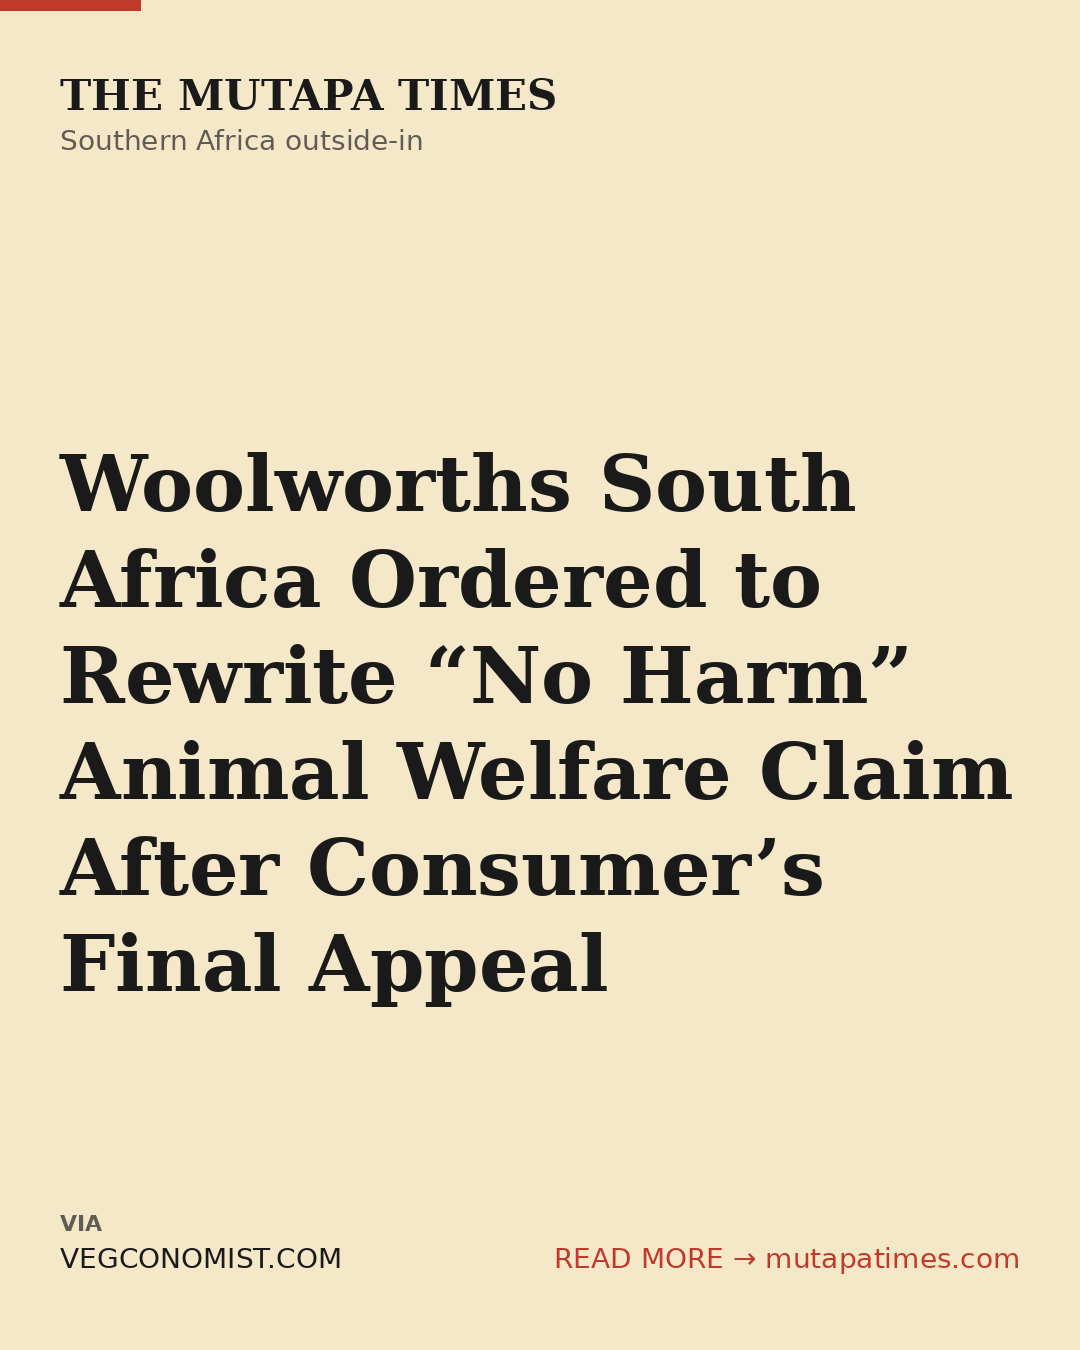 THE MUTAPA TIMES
Southern Africa outside-in
Woolworths South
Africa Ordered to
Rewrite “No Harm”
Animal Welfare Claim
After Consumer’s
Final Appeal
VIA
VEGCONOMIST.COM
READ MORE → mutapatimes.com